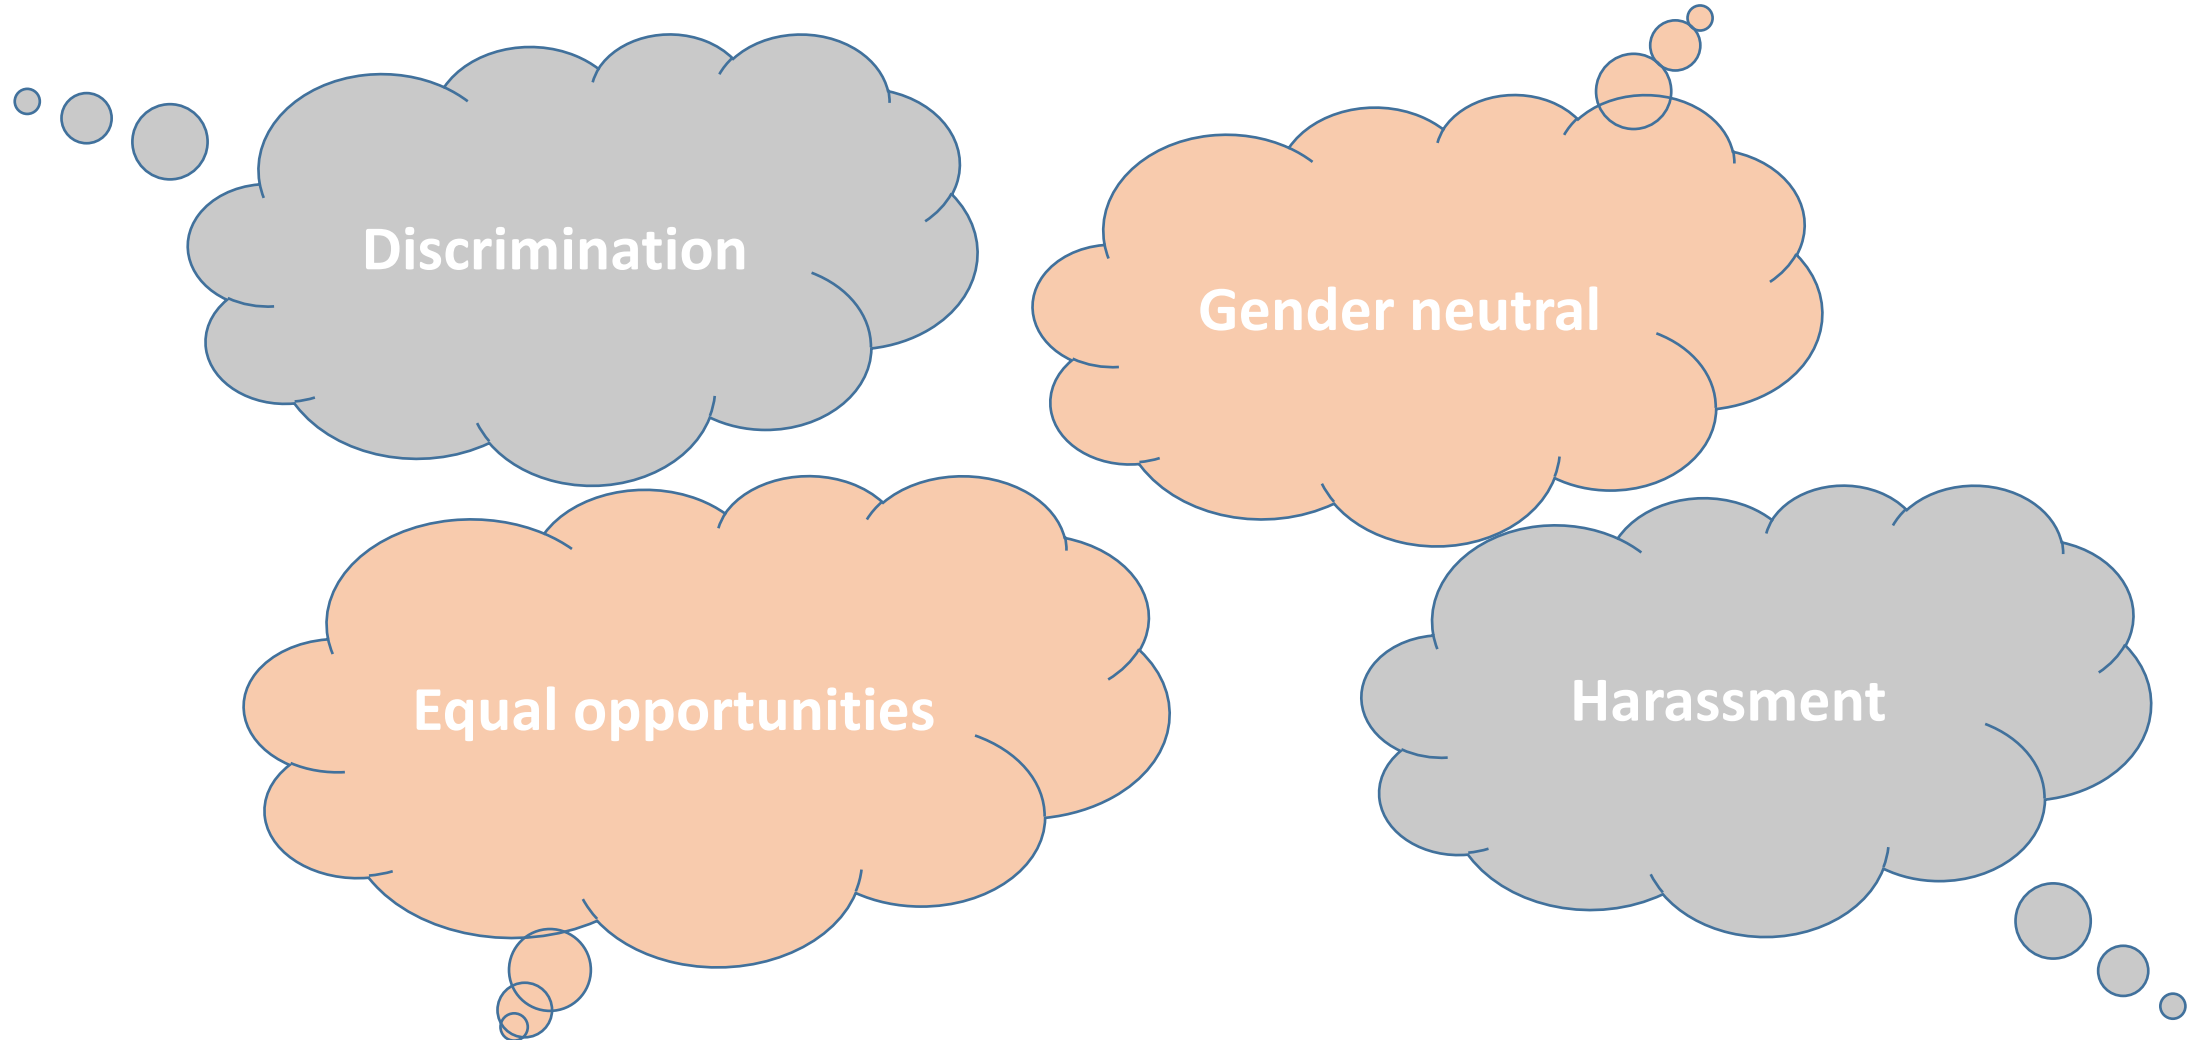 Discrimination
Gender neutral
Equal opportunities
Harassment